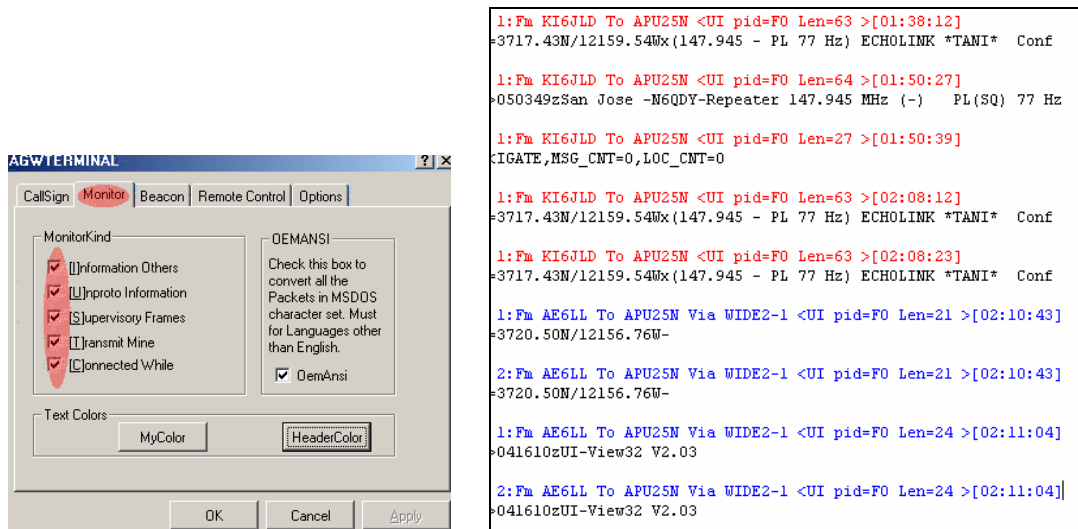 AGWTERMINAL
CallSign Monitor Beacon Remote Control Options
MonitorKind
[I]nformation Others
[U]nproto Information
[S]upervisory Frames
[T]ransmit Mine
[C]onnected While
OEMANSI
Check this box to
convert all the
Packets in MSDOS
character set. Must
for Languages other
than English.
OemAnsi
Text Colors
MyColor HeaderColor
OK Cancel Apply
1:Fm KI6JLD To APU25N <UI pid=F0 Len=63 >[01:38:12]
=3717.43N/12159.54Wx(147.945 - PL 77 Hz) ECHOLINK *TANI* Conf
1:Fm KI6JLD To APU25N <UI pid=F0 Len=64 >[01:50:27]
>050349zSan Jose -N6QDY-Repeater 147.945 MHz (-) PL(SQ) 77 Hz
1:Fm KI6JLD To APU25N <UI pid=F0 Len=27 >[01:50:39]
<IGATE,MSG_CNT=0,LOC_CNT=0
1:Fm KI6JLD To APU25N <UI pid=F0 Len=63 >[02:08:12]
=3717.43N/12159.54Wx(147.945 - PL 77 Hz) ECHOLINK *TANI* Conf
1:Fm KI6JLD To APU25N <UI pid=F0 Len=63 >[02:08:23]
=3717.43N/12159.54Wx(147.945 - PL 77 Hz) ECHOLINK *TANI* Conf
1:Fm AE6LL To APU25N Via WIDE2-1 <UI pid=F0 Len=21 >[02:10:43]
=3720.50N/12156.76W-
2:Fm AE6LL To APU25N Via WIDE2-1 <UI pid=F0 Len=21 >[02:10:43]
=3720.50N/12156.76W-
1:Fm AE6LL To APU25N Via WIDE2-1 <UI pid=F0 Len=24 >[02:11:04]
>041610zUI-View32 V2.03
2:Fm AE6LL To APU25N Via WIDE2-1 <UI pid=F0 Len=24 >[02:11:04]
>041610zUI-View32 V2.03